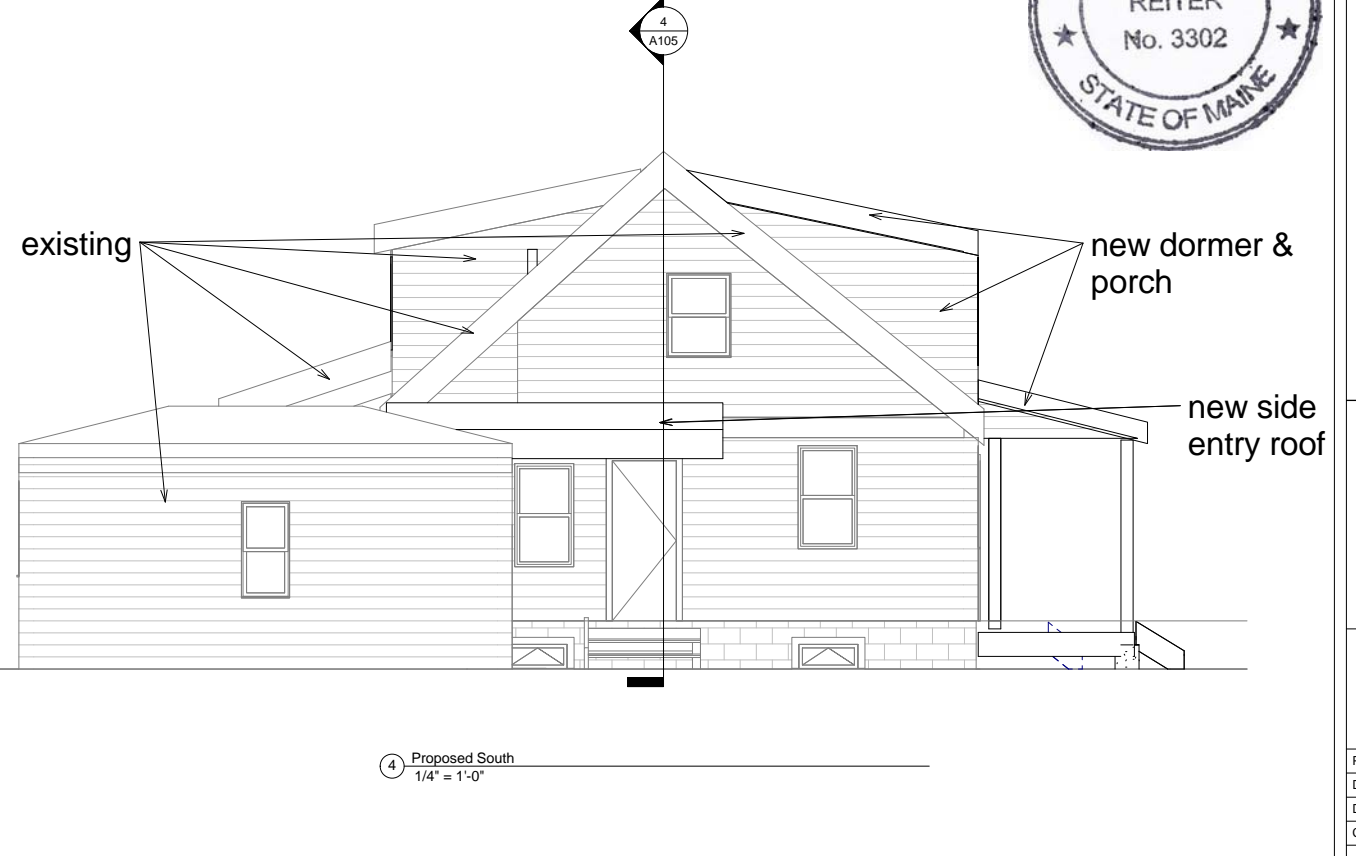 4
A105
REITER
No. 3302
STATE OF MAINE
existing
new dormer &
porch
new side
entry roof
4
Proposed South
1/4" = 1'-0"